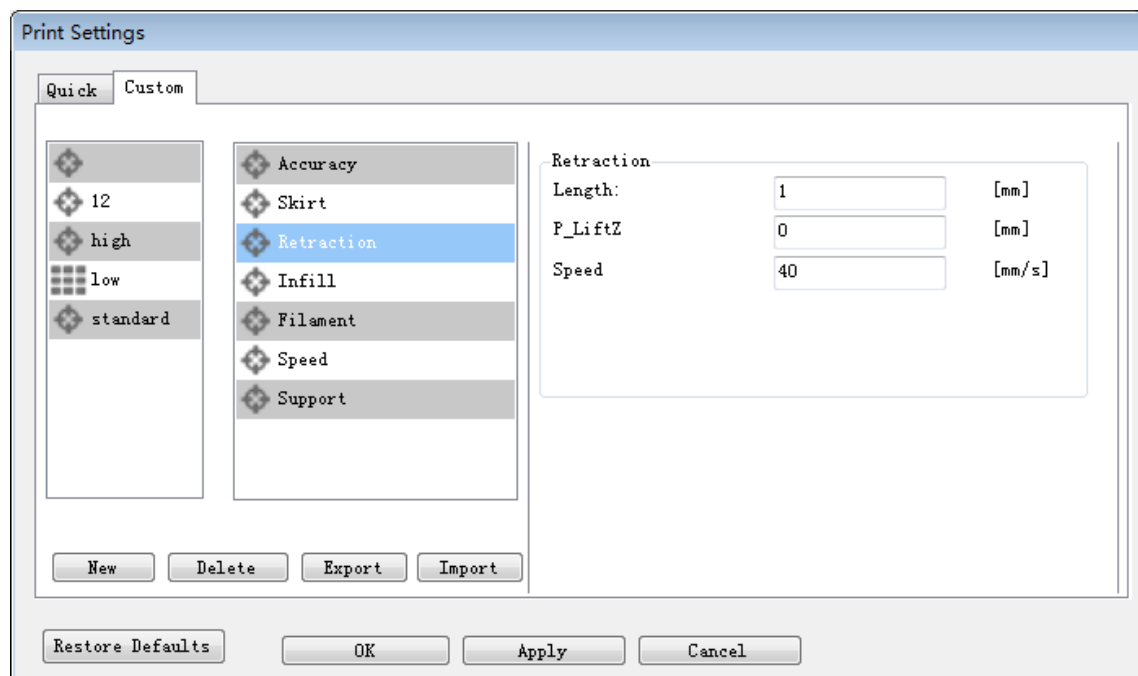 Print Settings
Quick
Custom
12
high
low
standard
Accuracy
Skirt
Retraction
Infill
Filament
Speed
Support
Retraction
Length: 1 [mm]
P_LiftZ 0 [mm]
Speed 40 [mm/s]
New
Delete
Export
Import
Restore Defaults
OK
Apply
Cancel